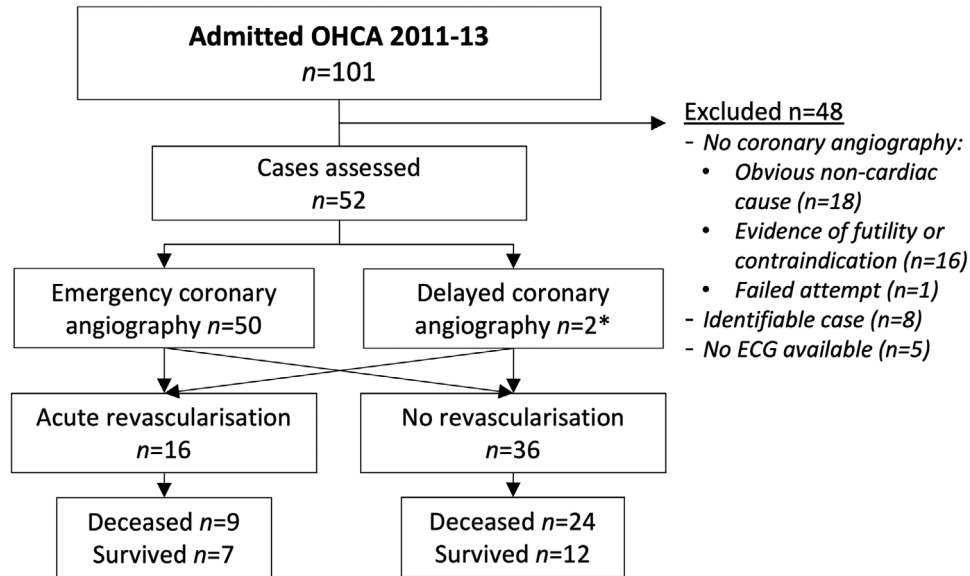 Admitted OHCA 2011-13
n=101
Excluded n=48
- No coronary angiography:
• Obvious non-cardiac
cause (n=18)
• Evidence of futility or
contraindication (n=16)
• Failed attempt (n=1)
- Identifiable case (n=8)
- No ECG available (n=5)
Cases assessed
n=52
Emergency coronary
angiography n=50
Delayed coronary
angiography n=2*
Acute revascularisation
n=16
No revascularisation
n=36
Deceased n=9
Survived n=7
Deceased n=24
Survived n=12